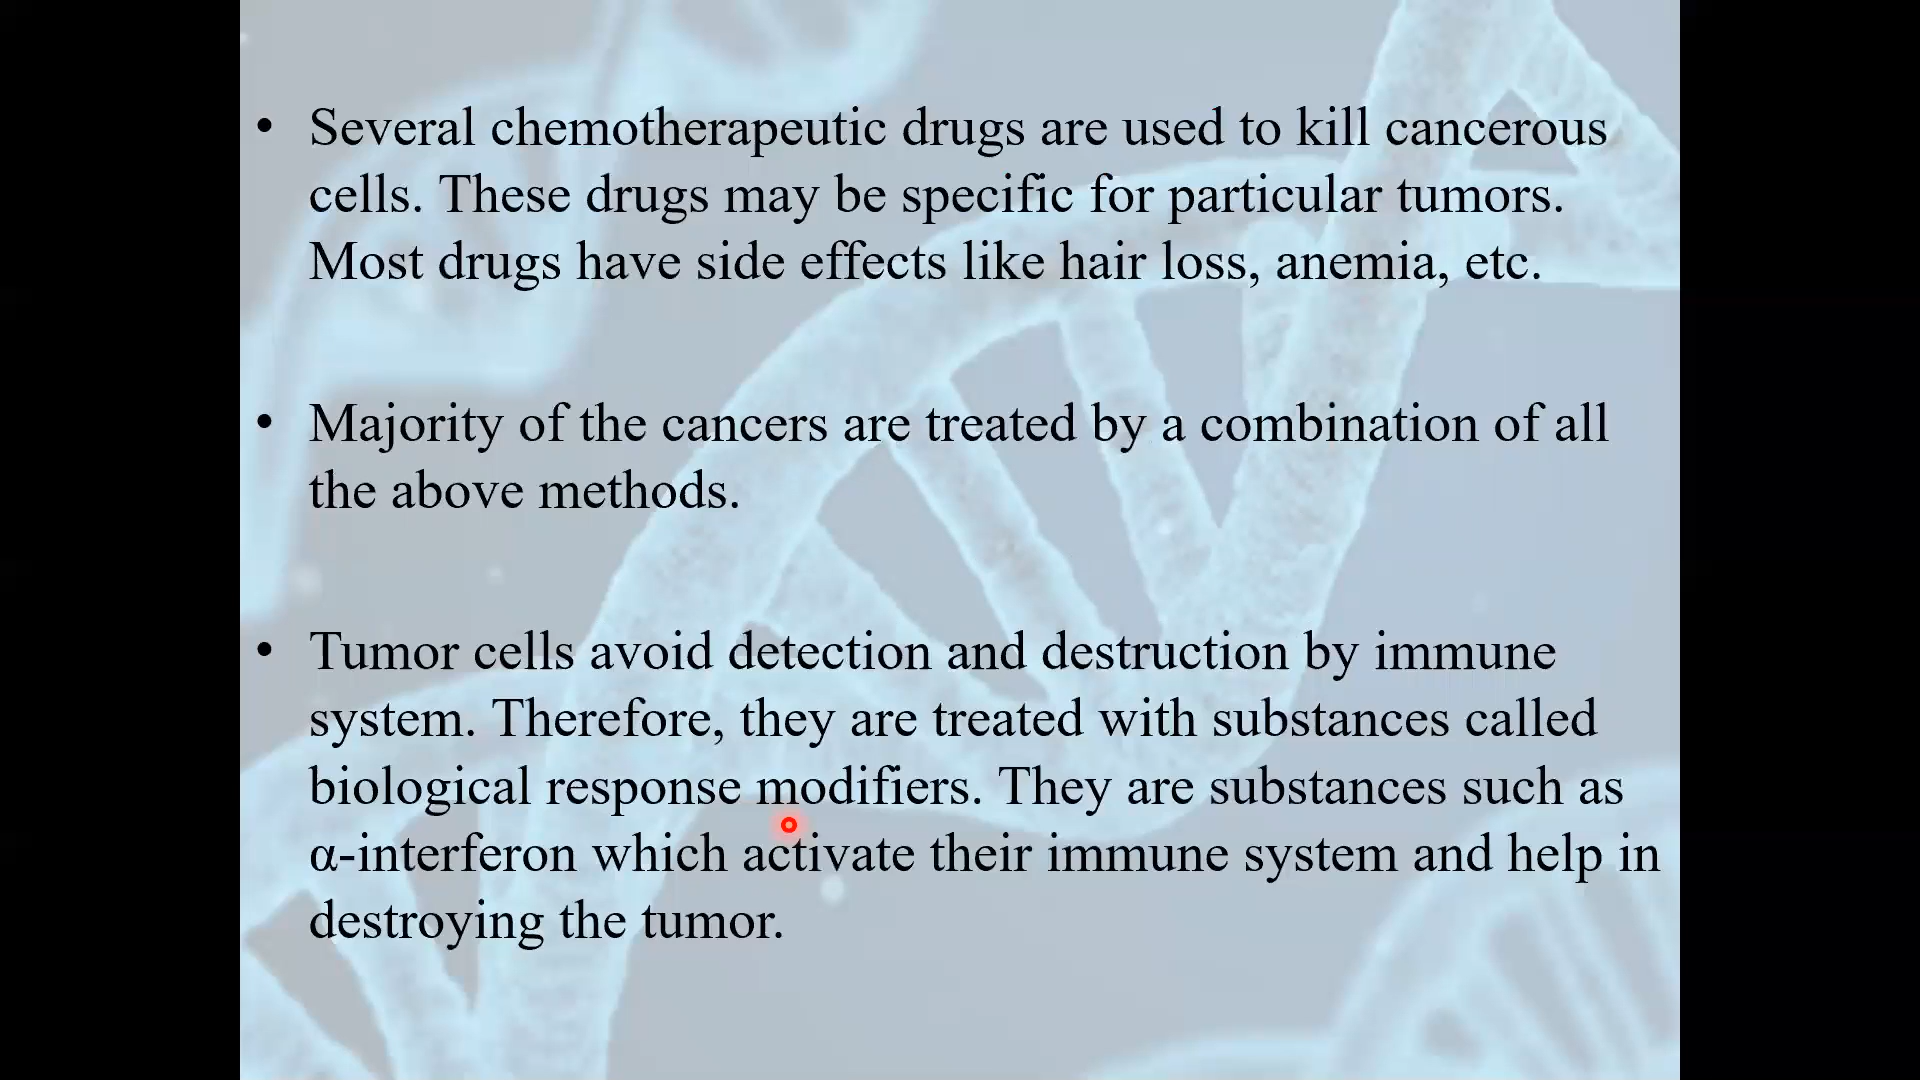 • Several chemotherapeutic drugs are used to kill cancerous
cells. These drugs may be specific for particular tumors.
Most drugs have side effects like hair loss, anemia, etc.
• Majority of the cancers are treated by a combination of all
the above methods.
• Tumor cells avoid detection and destruction by immune
system. Therefore, they are treated with substances called
biological response modifiers. They are substances such as
α-interferon which activate their immune system and help in
destroying the tumor.